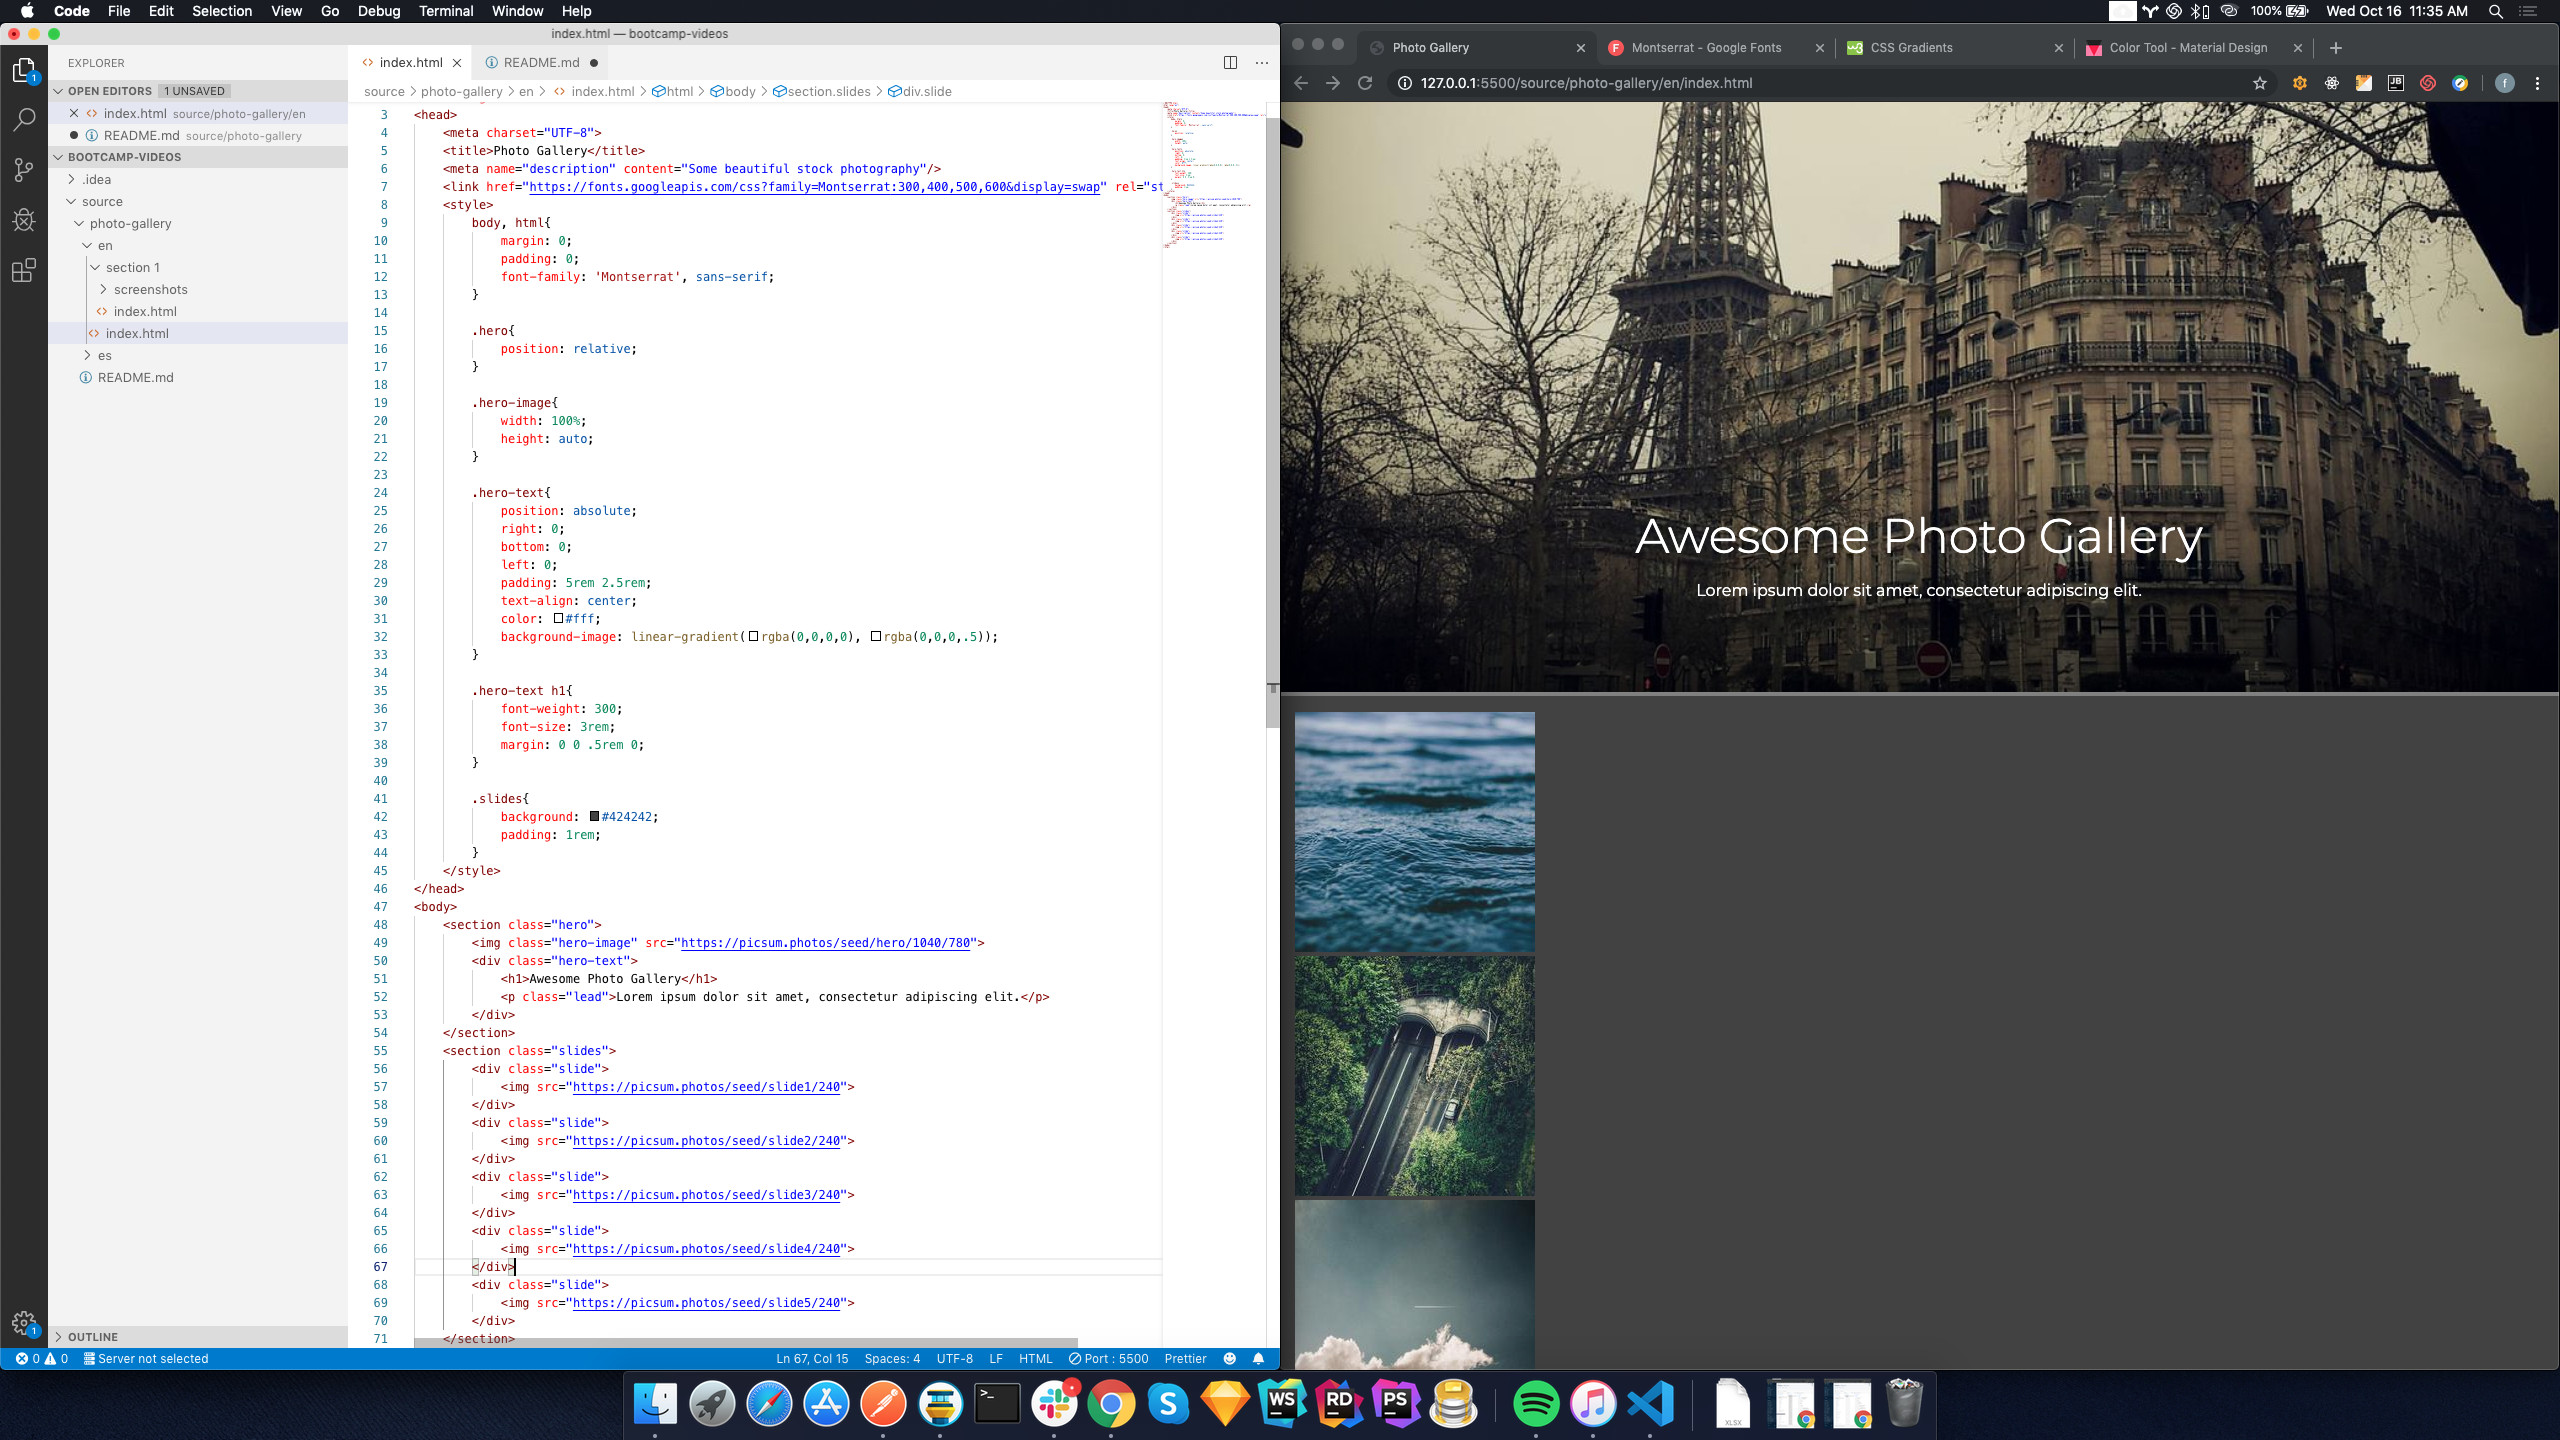 Code File Edit Selection View Go Debug Terminal Window Help
100% Wed Oct 16 11:35 AM
index.html — bootcamp-videos
EXPLORER
OPEN EDITORS 1 UNSAVED
index.html source/photo-gallery/en
README.md source/photo-gallery
BOOTCAMP-VIDEOS
.idea
source
photo-gallery
en
section 1
screenshots
index.html
index.html
es
README.md
OUTLINE
index.html README.md
source > photo-gallery > en > index.html > html > body > section.slides > div.slide
3 <head>
4 <meta charset="UTF-8">
5 <title>Photo Gallery</title>
6 <meta name="description" content="Some beautiful stock photography"/>
7 <link href="https://fonts.googleapis.com/css?family=Montserrat:300,400,500,600&display=swap" rel="st
8 <style>
9 body, html{
10 margin: 0;
11 padding: 0;
12 font-family: 'Montserrat', sans-serif;
13 }
14
15 .hero{
16 position: relative;
17 }
18
19 .hero-image{
20 width: 100%;
21 height: auto;
22 }
23
24 .hero-text{
25 position: absolute;
26 right: 0;
27 bottom: 0;
28 left: 0;
29 padding: 5rem 2.5rem;
30 text-align: center;
31 color: #fff;
32 background-image: linear-gradient(rgba(0,0,0,0), rgba(0,0,0,.5));
33 }
34
35 .hero-text h1{
36 font-weight: 300;
37 font-size: 3rem;
38 margin: 0 0 .5rem 0;
39 }
40
41 .slides{
42 background: #424242;
43 padding: 1rem;
44 }
45 </style>
46 </head>
47 <body>
48 <section class="hero">
49 <img class="hero-image" src="https://picsum.photos/seed/hero/1040/780">
50 <div class="hero-text">
51 <h1>Awesome Photo Gallery</h1>
52 <p class="lead">Lorem ipsum dolor sit amet, consectetur adipiscing elit.</p>
53 </div>
54 </section>
55 <section class="slides">
56 <div class="slide">
57 <img src="https://picsum.photos/seed/slide1/240">
58 </div>
59 <div class="slide">
60 <img src="https://picsum.photos/seed/slide2/240">
61 </div>
62 <div class="slide">
63 <img src="https://picsum.photos/seed/slide3/240">
64 </div>
65 <div class="slide">
66 <img src="https://picsum.photos/seed/slide4/240">
67 </div>
68 <div class="slide">
69 <img src="https://picsum.photos/seed/slide5/240">
70 </div>
71 </section>
0 0 Server not selected Ln 67, Col 15 Spaces: 4 UTF-8 LF HTML Port : 5500 Prettier
Photo Gallery Montserrat - Google Fonts CSS Gradients Color Tool - Material Design
127.0.0.1:5500/source/photo-gallery/en/index.html
JB f
Awesome Photo Gallery
Lorem ipsum dolor sit amet, consectetur adipiscing elit.
WS RD PS XLSX